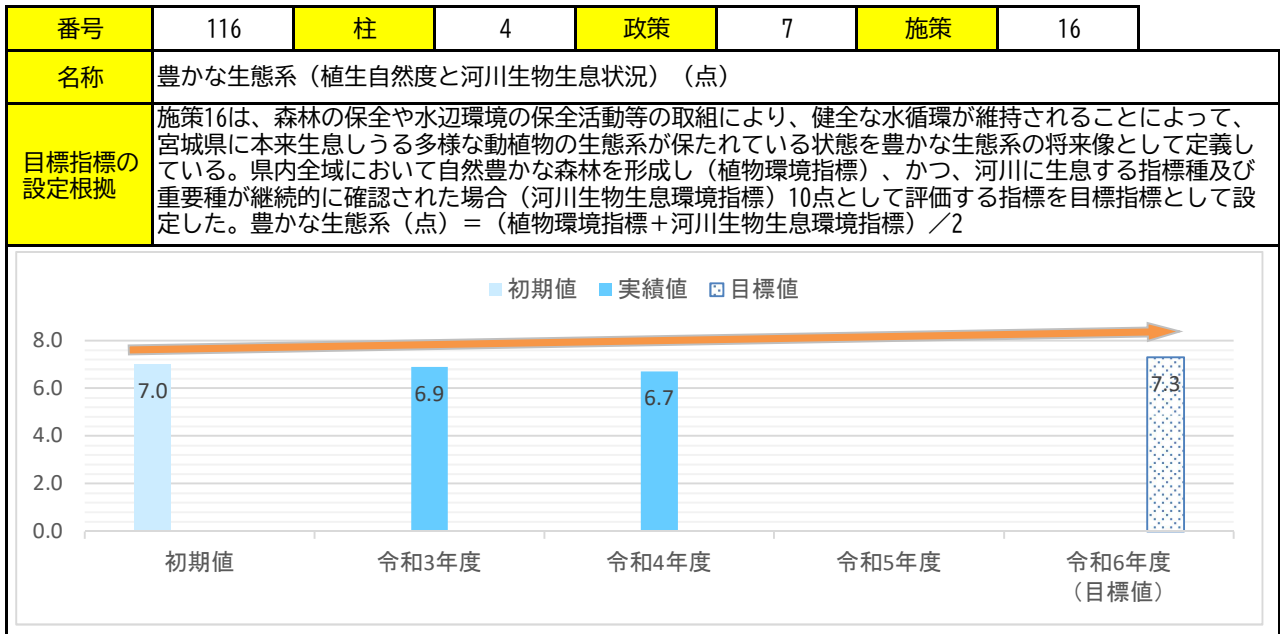 番号 116 柱 4 政策 7 施策 16
名称 豊かな生態系（植生自然度と河川生物生息状況）（点）
目標指標の
設定根拠
施策16は、森林の保全や水辺環境の保全活動等の取組により、健全な水循環が維持されることによって、
宮城県に本来生息しうる多様な動植物の生態系が保たれている状態を豊かな生態系の将来像として定義し
ている。県内全域において自然豊かな森林を形成し（植物環境指標）、かつ、河川に生息する指標種及び
重要種が継続的に確認された場合（河川生物生息環境指標）10点として評価する指標を目標指標として設
定した。豊かな生態系（点）＝（植物環境指標＋河川生物生息環境指標）／2
初期値 実績値 目標値
8.0
6.0
4.0
2.0
0.0
7.0
6.9
6.7
7.3
初期値 令和3年度 令和4年度 令和5年度 令和6年度
（目標値）